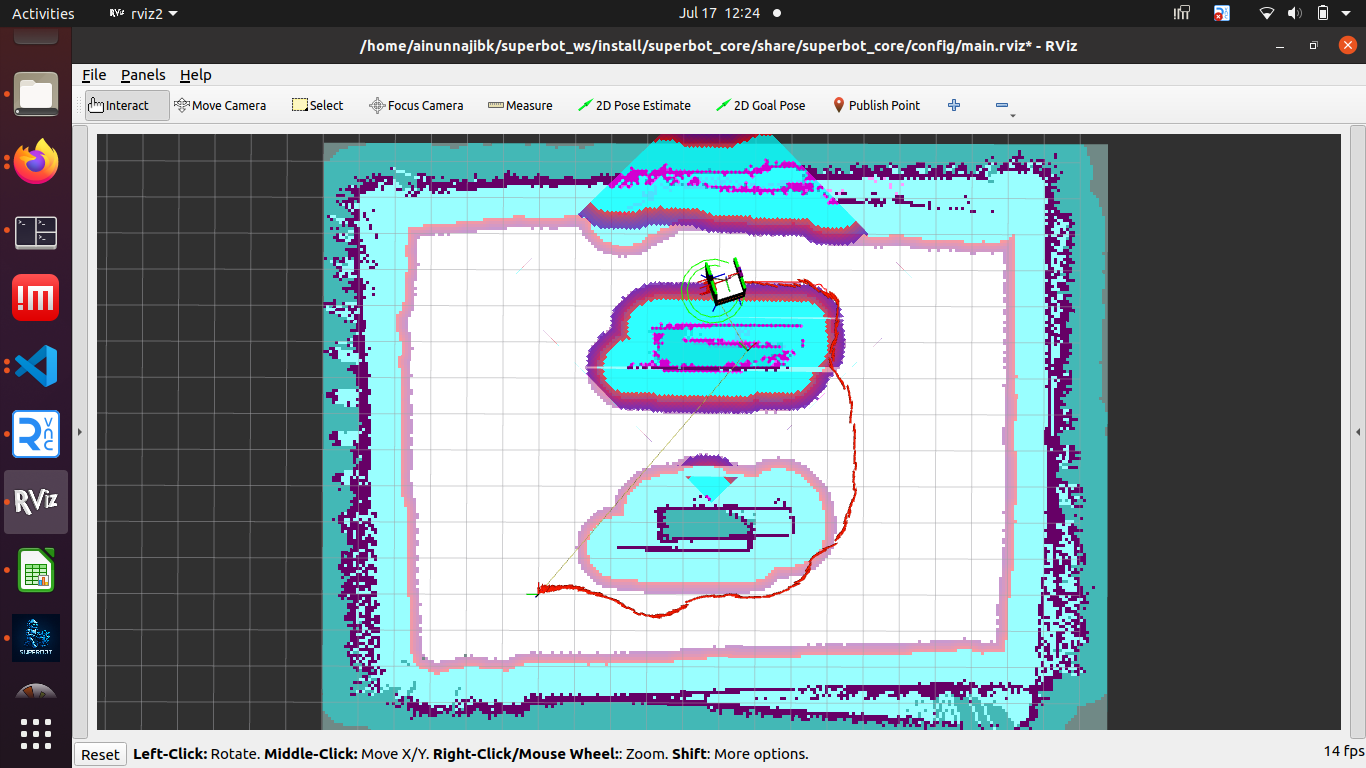 Activities rviz2 Jul 17 12:24
/home/ainunnajibk/superbot_ws/install/superbot_core/share/superbot_core/config/main.rviz* - RViz
File Panels Help
Interact Move Camera Select Focus Camera Measure 2D Pose Estimate 2D Goal Pose Publish Point
RViz
SUPERBOT
Reset Left-Click: Rotate. Middle-Click: Move X/Y. Right-Click/Mouse Wheel:: Zoom. Shift: More options. 14 fps